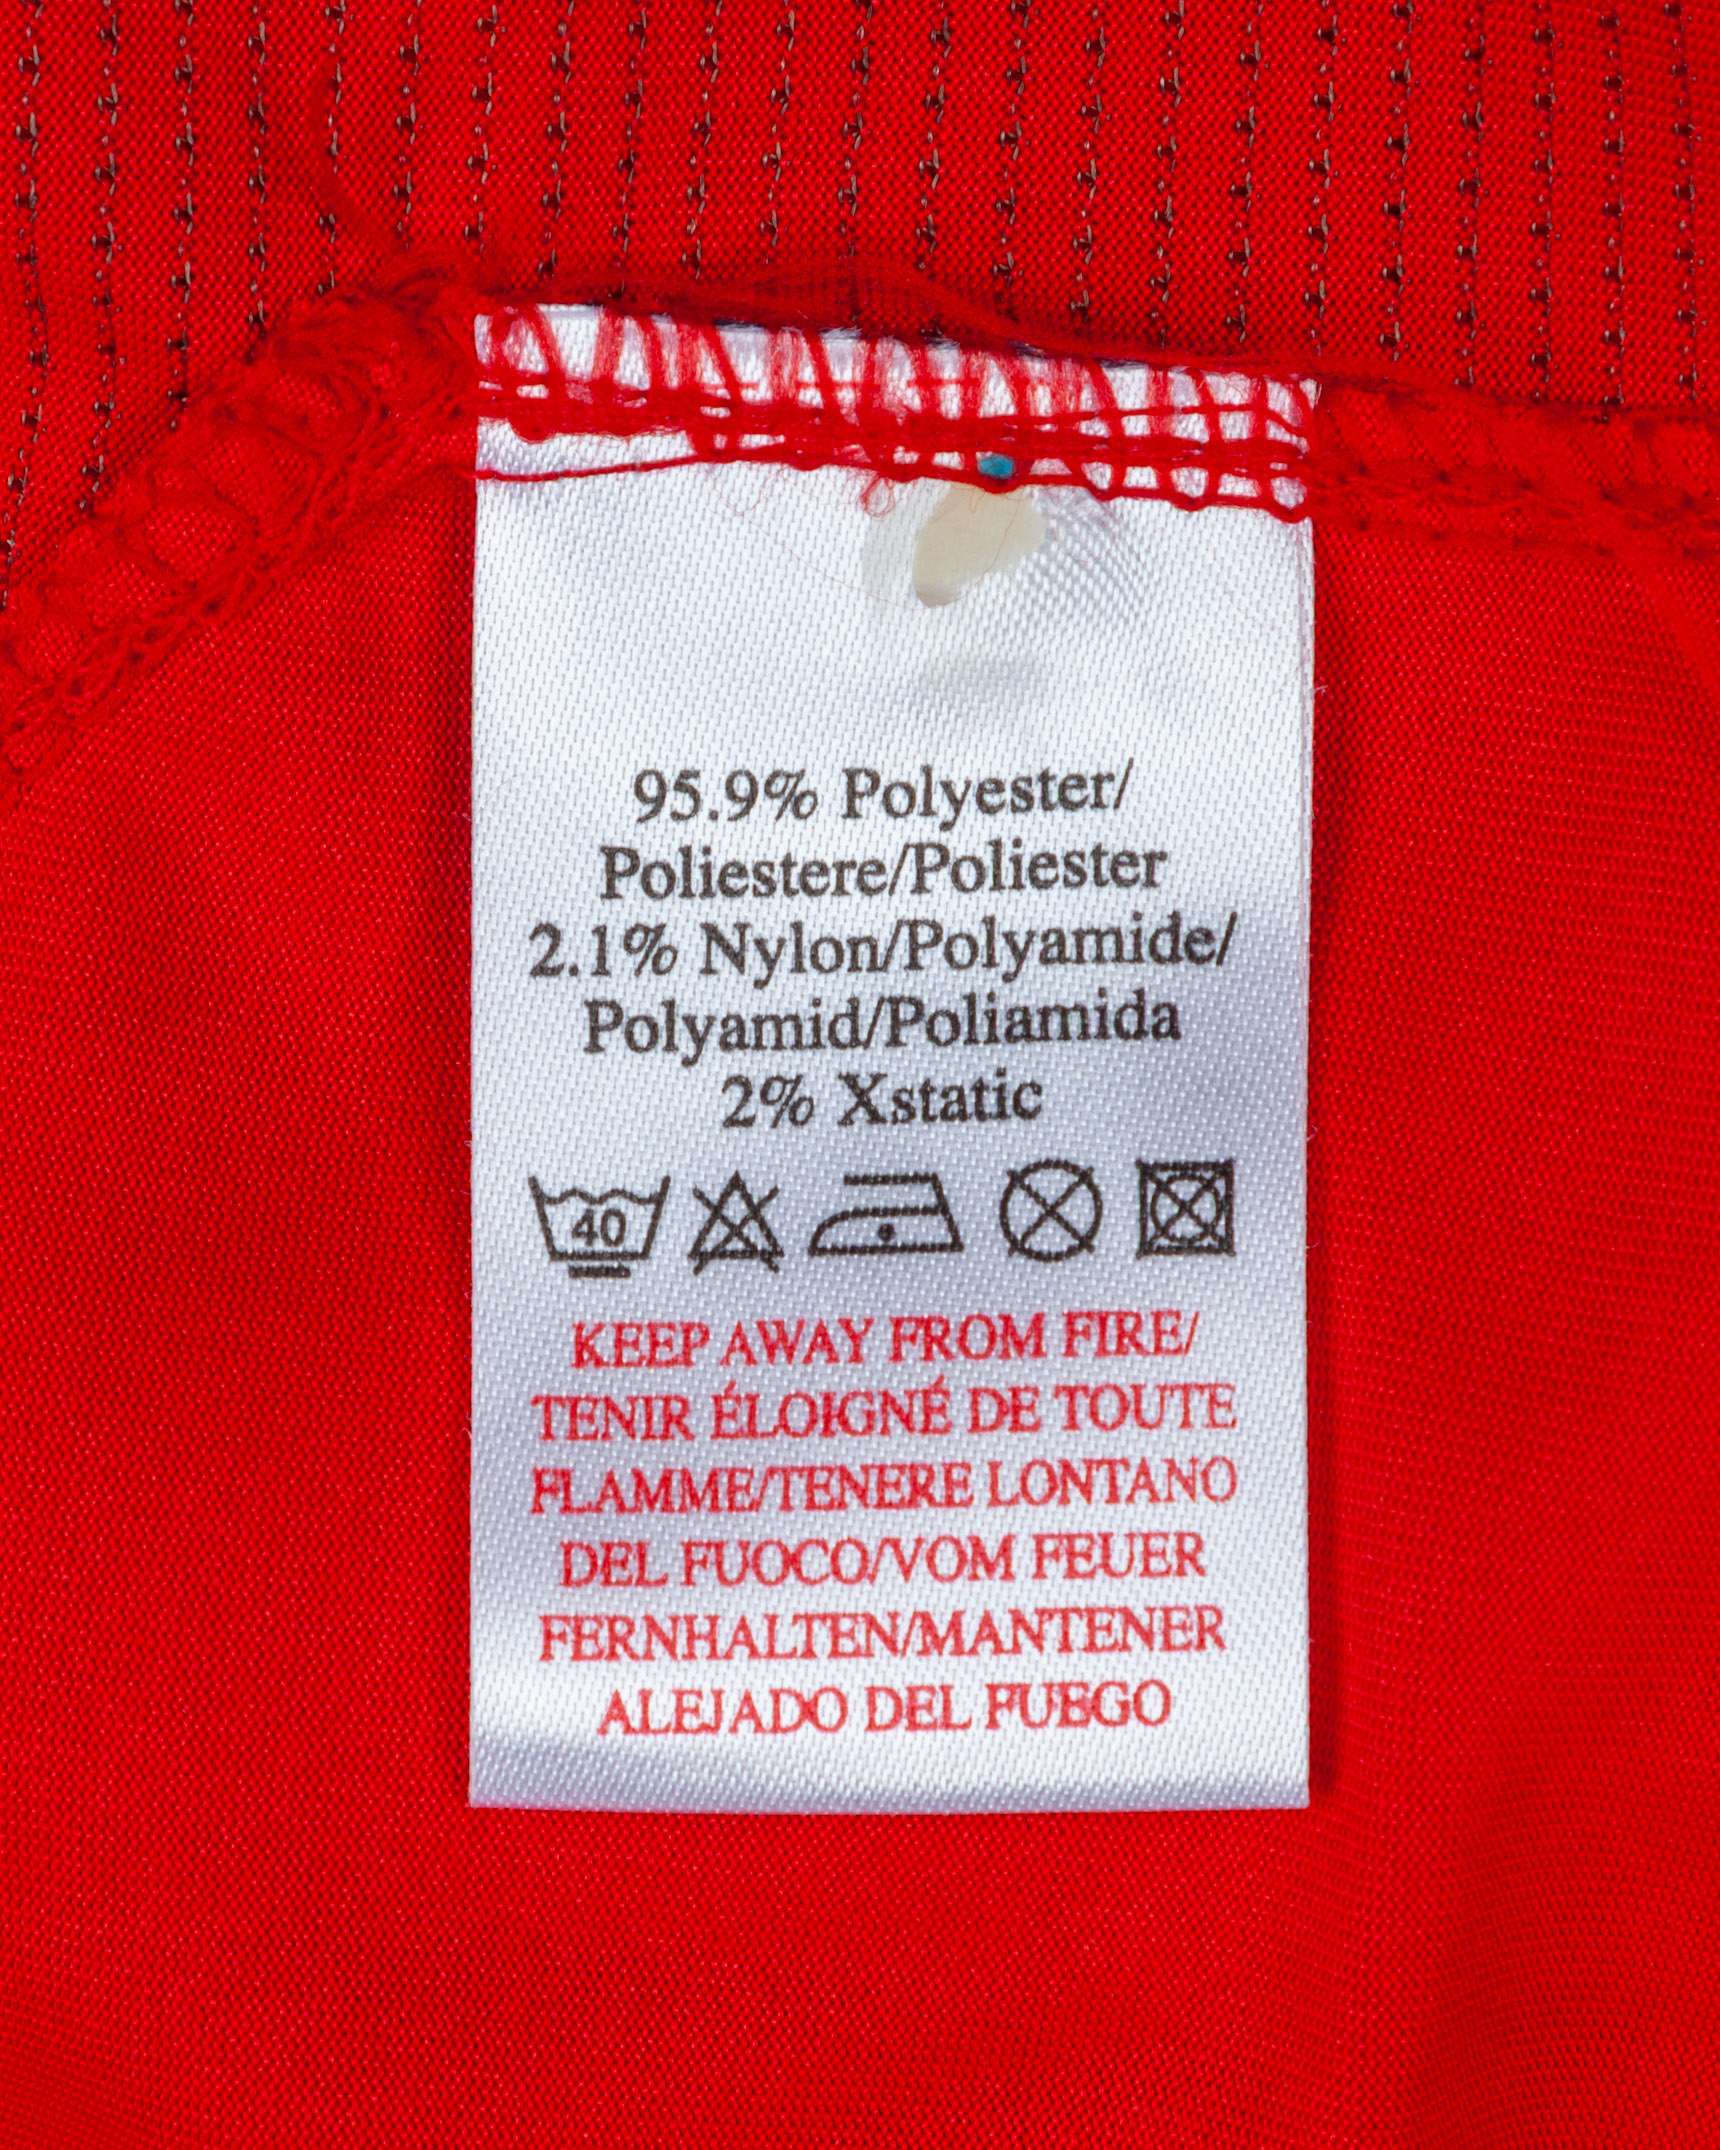 95.9% Polyester/
Poliestere/Poliester
2.1% Nylon/Polyamide/
Polyamid/Poliamida
2% Xstatic
40
KEEP AWAY FROM FIRE/
TENIR ÉLOIGNÉ DE TOUTE
FLAMME/TENERE LONTANO
DEL FUOCO/VOM FEUER
FERNHALTEN/MANTENER
ALEJADO DEL FUEGO